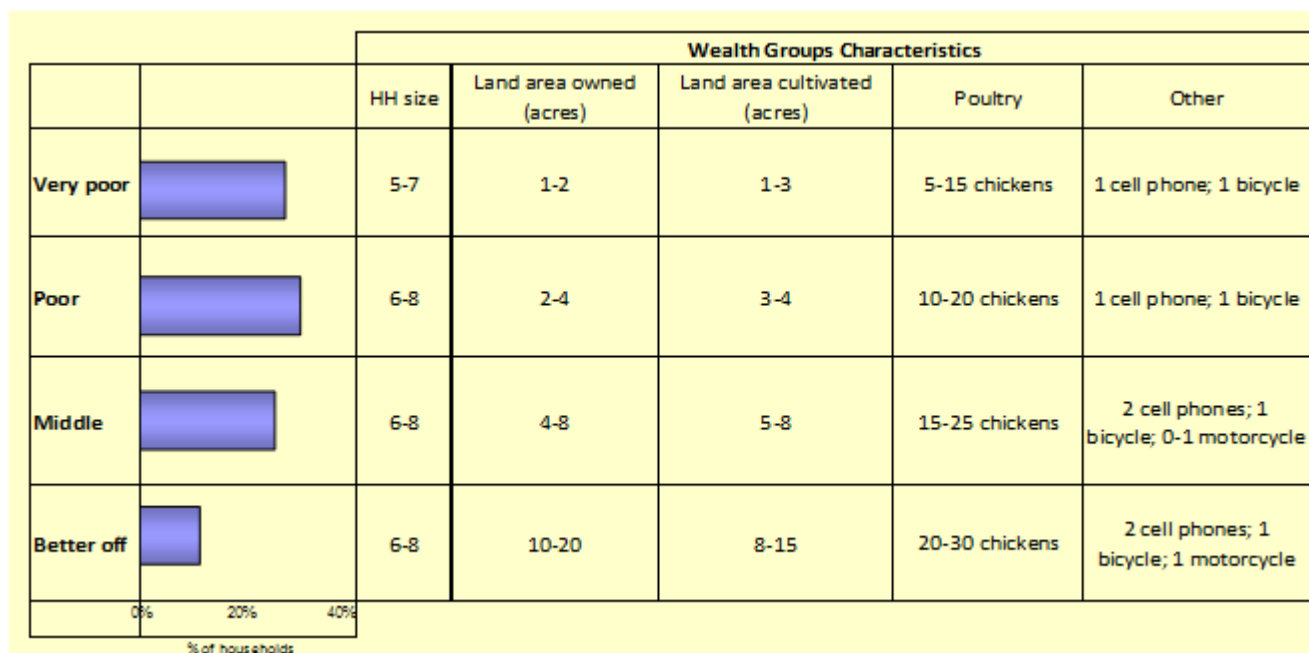 Wealth Groups Characteristics
HH size
Land area owned
(acres)
Land area cultivated
(acres)
Poultry
Other
Very poor
5-7
1-2
1-3
5-15 chickens
1 cell phone; 1 bicycle
Poor
6-8
2-4
3-4
10-20 chickens
1 cell phone; 1 bicycle
Middle
6-8
4-8
5-8
15-25 chickens
2 cell phones; 1
bicycle; 0-1 motorcycle
Better off
6-8
10-20
8-15
20-30 chickens
2 cell phones; 1
bicycle; 1 motorcycle
0%
20%
40%
% of households